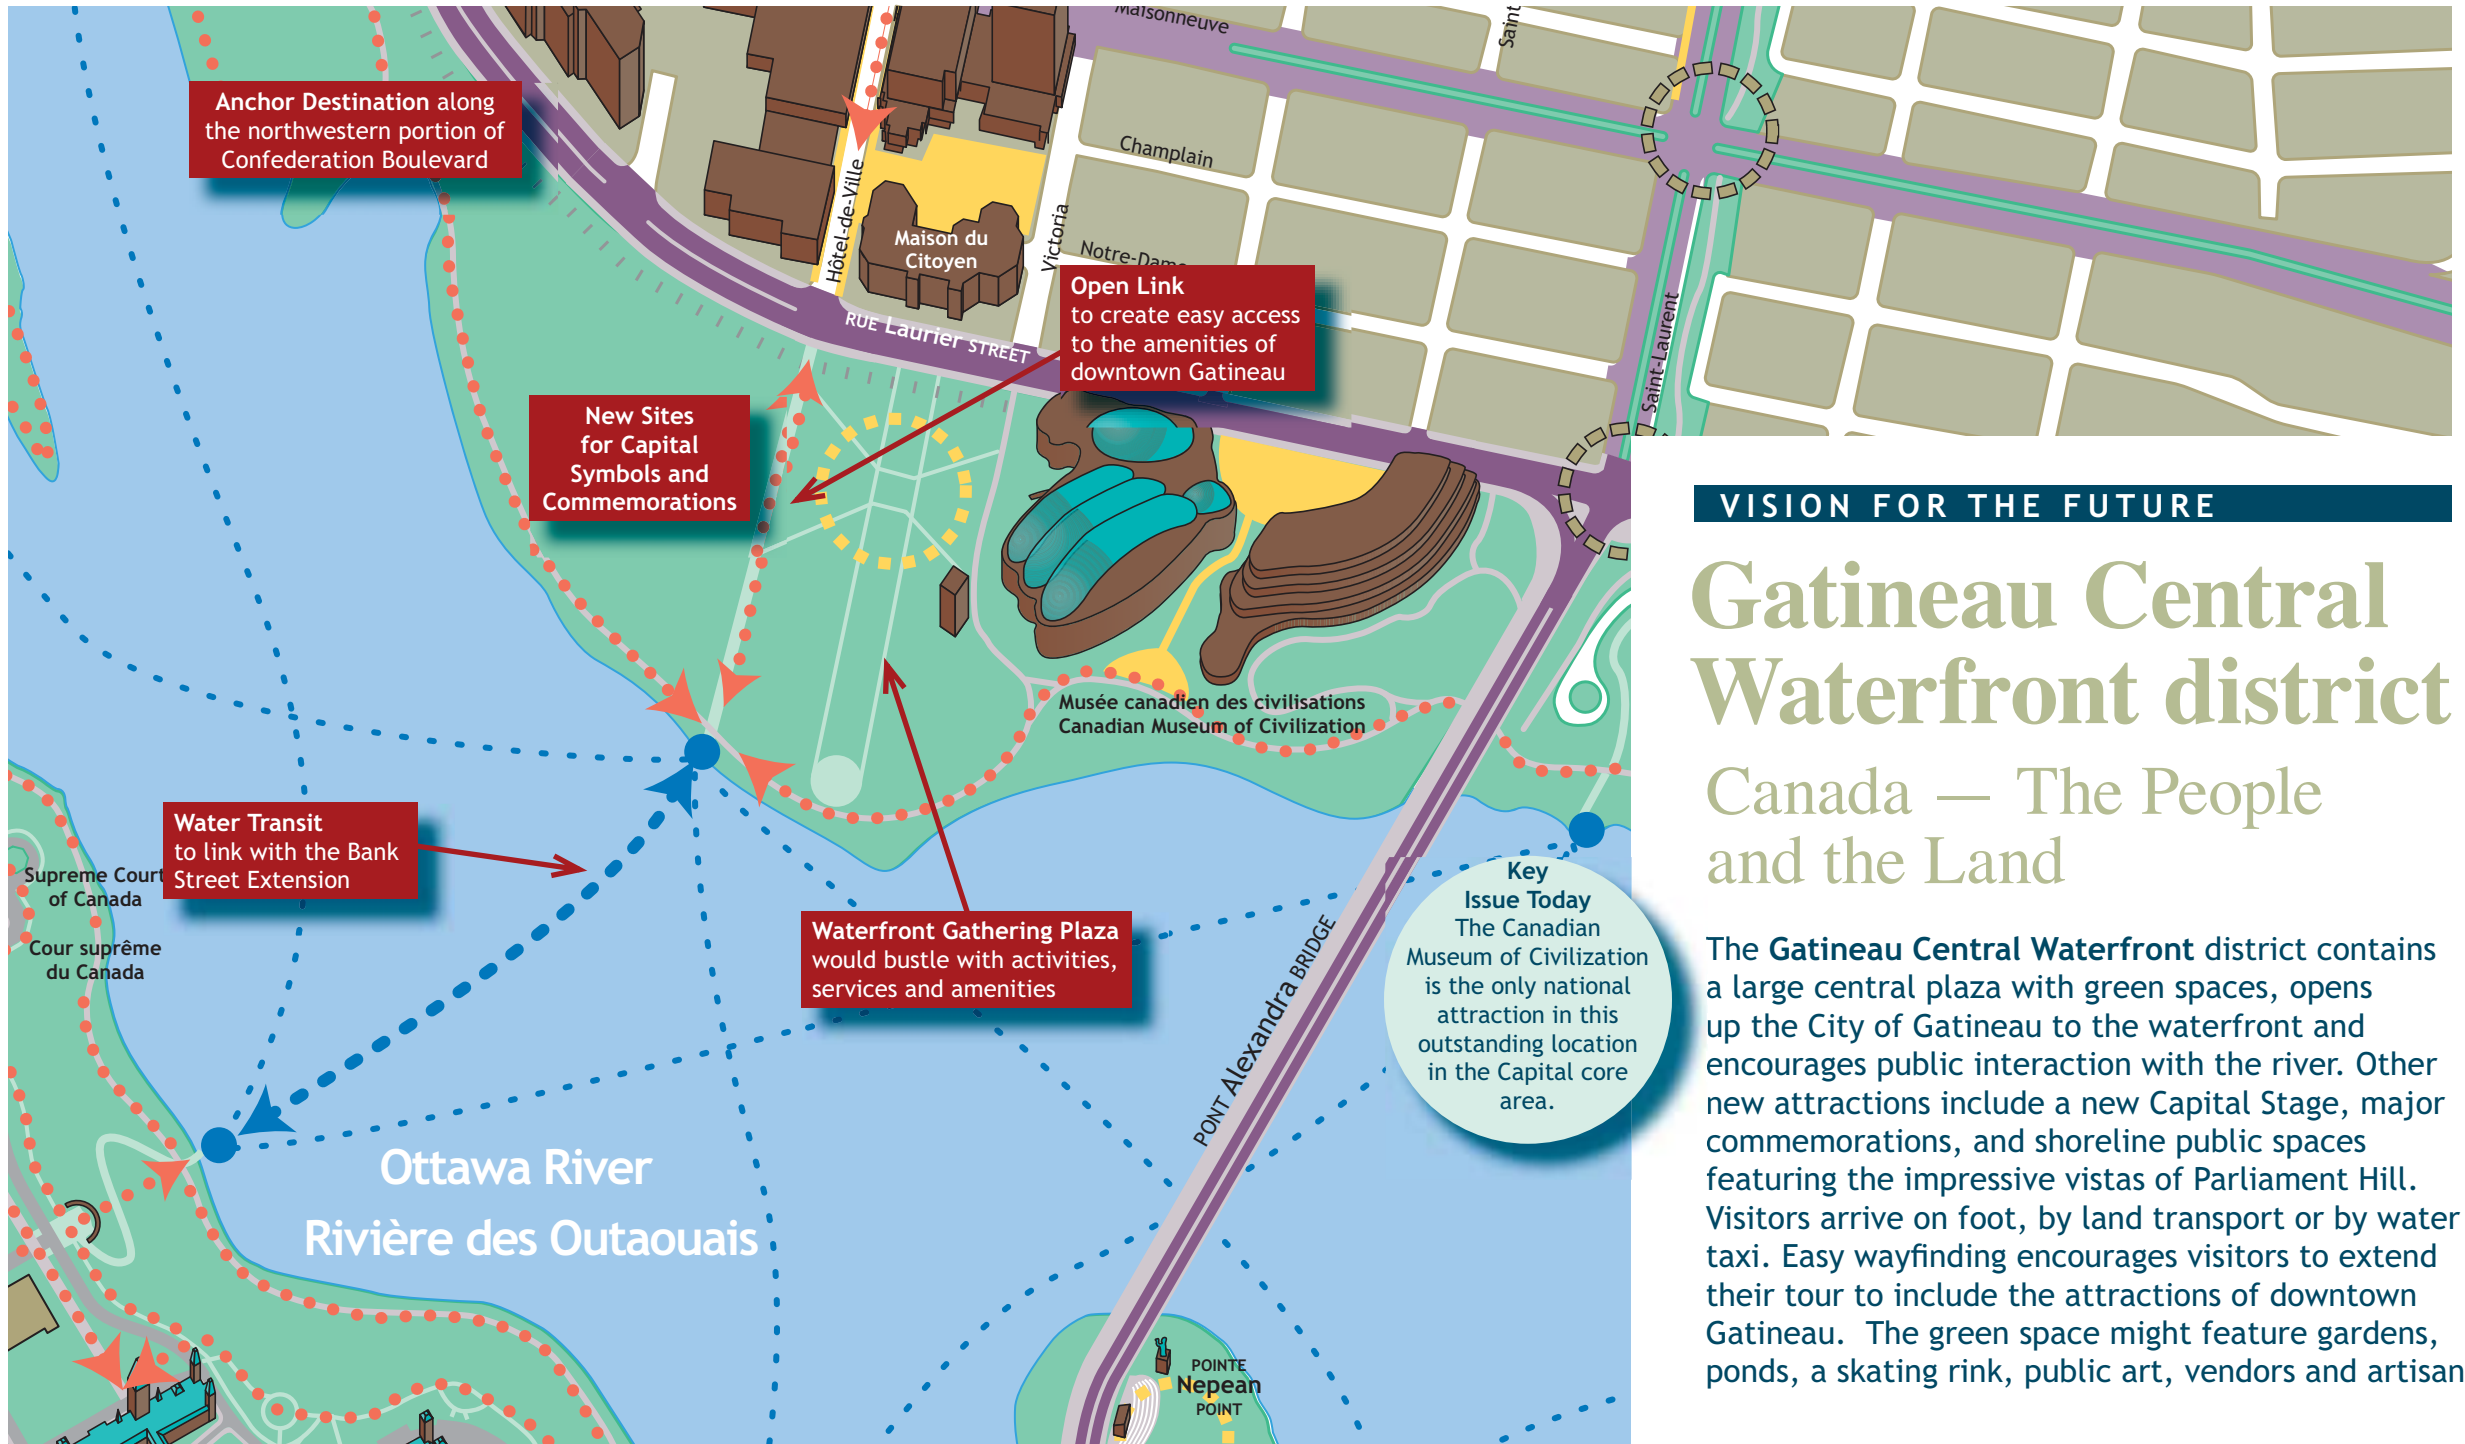 Maisonneuve
Saint
Anchor Destination along
the northwestern portion of
Confederation Boulevard
Champlain
Hôtel-de-Ville
Victoria
Maison du
Citoyen
Notre-Dame
Open Link
to create easy access
to the amenities of
downtown Gatineau
RUE Laurier STREET
Saint-Laurent
New Sites
for Capital
Symbols and
Commemorations
Musée canadien des civilisations
Canadian Museum of Civilization
Water Transit
to link with the Bank
Street Extension
Supreme Court
of Canada
Cour suprême
du Canada
Waterfront Gathering Plaza
would bustle with activities,
services and amenities
PONT Alexandra BRIDGE
Key
Issue Today
The Canadian
Museum of Civilization
is the only national
attraction in this
outstanding location
in the Capital core
area.
Ottawa River
Rivière des Outaouais
POINTE
Nepean
POINT
VISION FOR THE FUTURE
Gatineau Central
Waterfront district
Canada — The People
and the Land
The Gatineau Central Waterfront district contains
a large central plaza with green spaces, opens
up the City of Gatineau to the waterfront and
encourages public interaction with the river. Other
new attractions include a new Capital Stage, major
commemorations, and shoreline public spaces
featuring the impressive vistas of Parliament Hill.
Visitors arrive on foot, by land transport or by water
taxi. Easy wayfinding encourages visitors to extend
their tour to include the attractions of downtown
Gatineau.  The green space might feature gardens,
ponds, a skating rink, public art, vendors and artisan